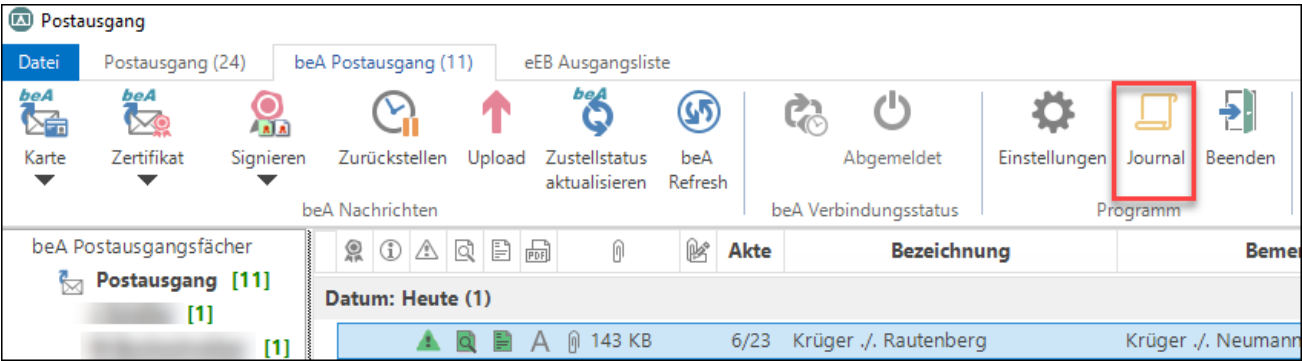 Postausgang
Datei Postausgang (24) beA Postausgang (11) eEB Ausgangsliste
beA beA beA
Karte Zertifikat Signieren Zurückstellen Upload Zustellstatus aktualisieren beA Refresh Abgemeldet Einstellungen Journal Beenden
beA Nachrichten beA Verbindungsstatus Programm
beA Postausgangsfächer PDF Akte Bezeichnung Bemer
Postausgang [11]
Datum: Heute (1)
[1]
A 143 KB 6/23 Krüger ./. Rautenberg Krüger ./. Neumann
[1]